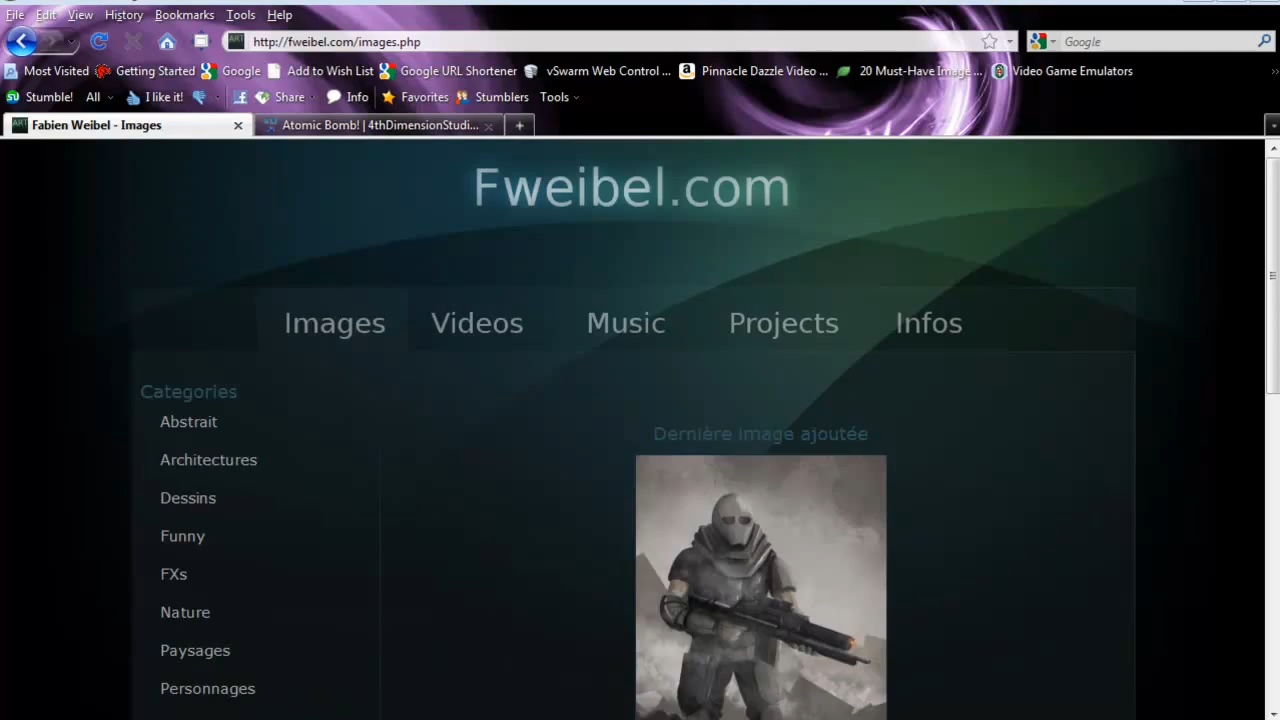 File Edit View History Bookmarks Tools Help
http://fweibel.com/images.php Google
Most Visited Getting Started Google Add to Wish List Google URL Shortener vSwarm Web Control ... Pinnacle Dazzle Video ... 20 Must-Have Image ... Video Game Emulators
Stumble! All I like it! Share Info Favorites Stumblers Tools
Fabien Weibel - Images Atomic Bomb! | 4thDimensionStudi...
Fweibel.com
Images Videos Music Projects Infos
Categories
Abstrait
Dernière image ajoutée
Architectures
Dessins
Funny
FXs
Nature
Paysages
Personnages